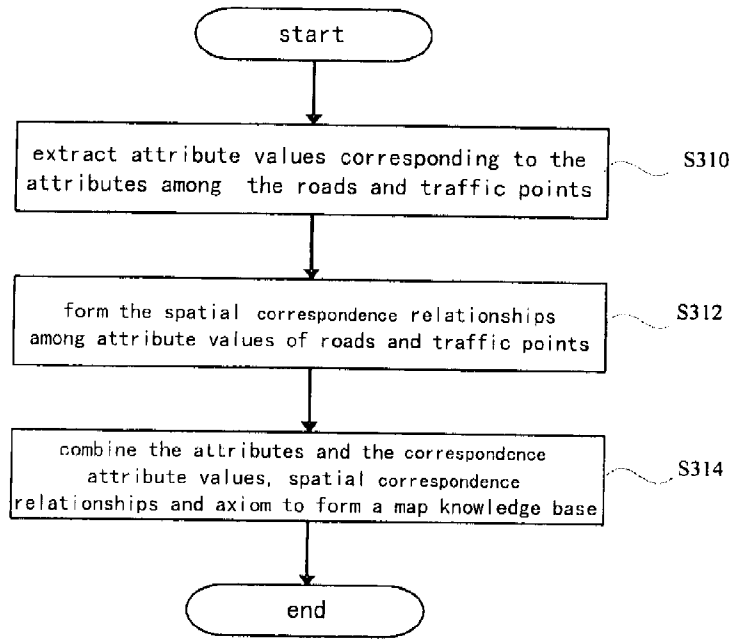 start
extract attribute values corresponding to the
attributes among the roads and traffic points
S310
form the spatial correspondence relationships
among attribute values of roads and traffic points
S312
combine the attributes and the correspondence
attribute values, spatial correspondence
relationships and axiom to form a map knowledge base
S314
end